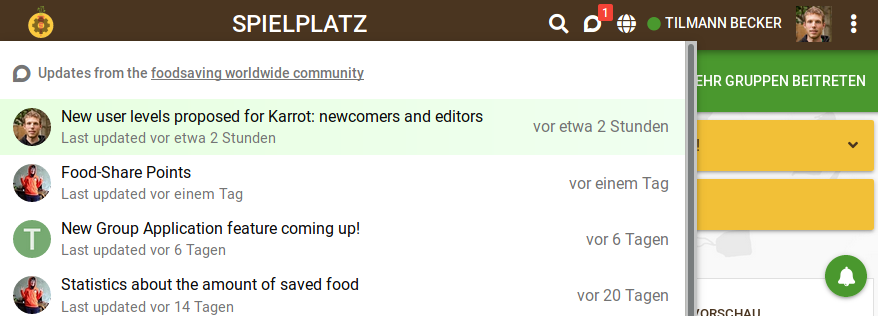 SPIELPLATZ
1
TILMANN BECKER
Updates from the foodsaving worldwide community
EHR GRUPPEN BEITRETEN
New user levels proposed for Karrot: newcomers and editors
Last updated vor etwa 2 Stunden
vor etwa 2 Stunden
!
Food-Share Points
Last updated vor einem Tag
vor einem Tag
T
New Group Application feature coming up!
Last updated vor 6 Tagen
vor 6 Tagen
Statistics about the amount of saved food
Last updated vor 14 Tagen
vor 20 Tagen
VORSCHAU